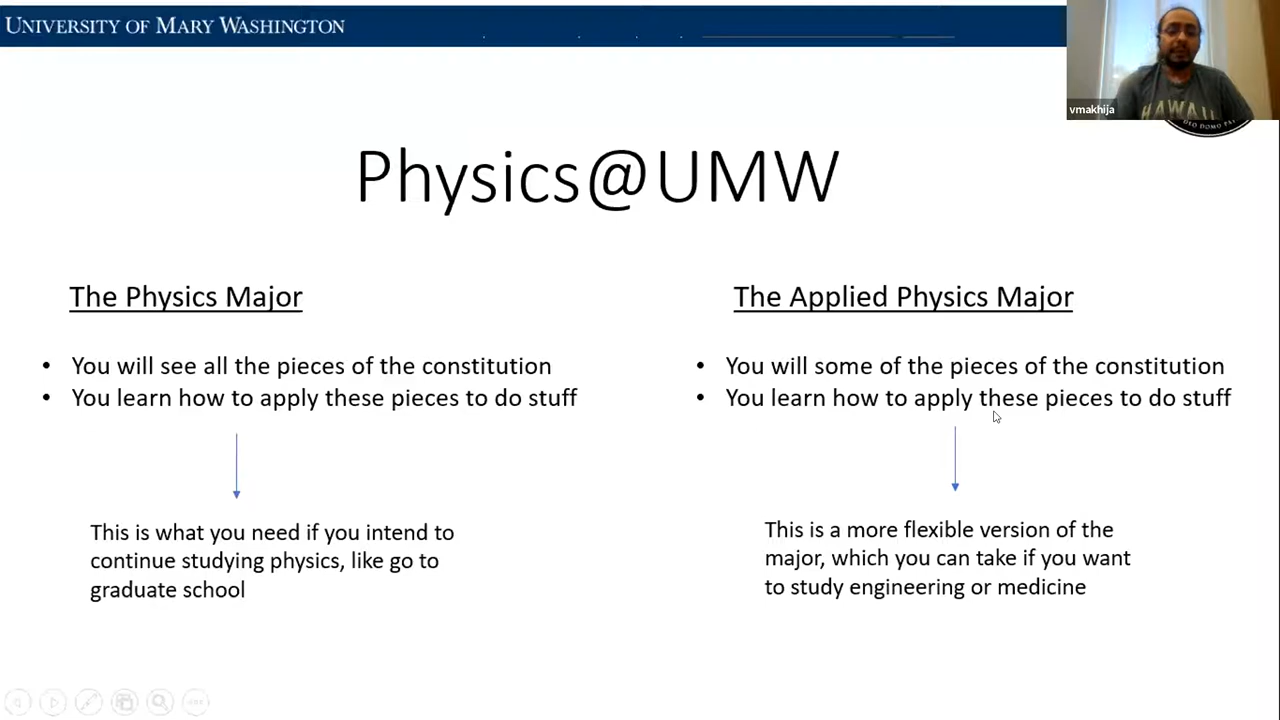 UNIVERSITY OF MARY WASHINGTON
vmakhija
HAWAII
DEO DOMO PAT
Physics@UMW
The Physics Major
• You will see all the pieces of the constitution
• You learn how to apply these pieces to do stuff
This is what you need if you intend to
continue studying physics, like go to
graduate school
The Applied Physics Major
• You will some of the pieces of the constitution
• You learn how to apply these pieces to do stuff
This is a more flexible version of the
major, which you can take if you want
to study engineering or medicine